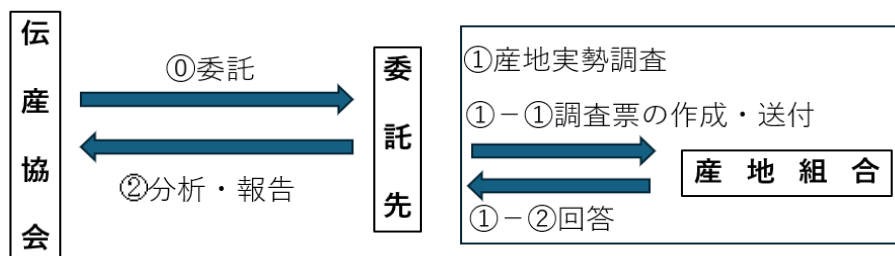 伝産協会
⓪委託
②分析・報告
委託先
①産地実勢調査
①－①調査票の作成・送付
産地組合
①－②回答